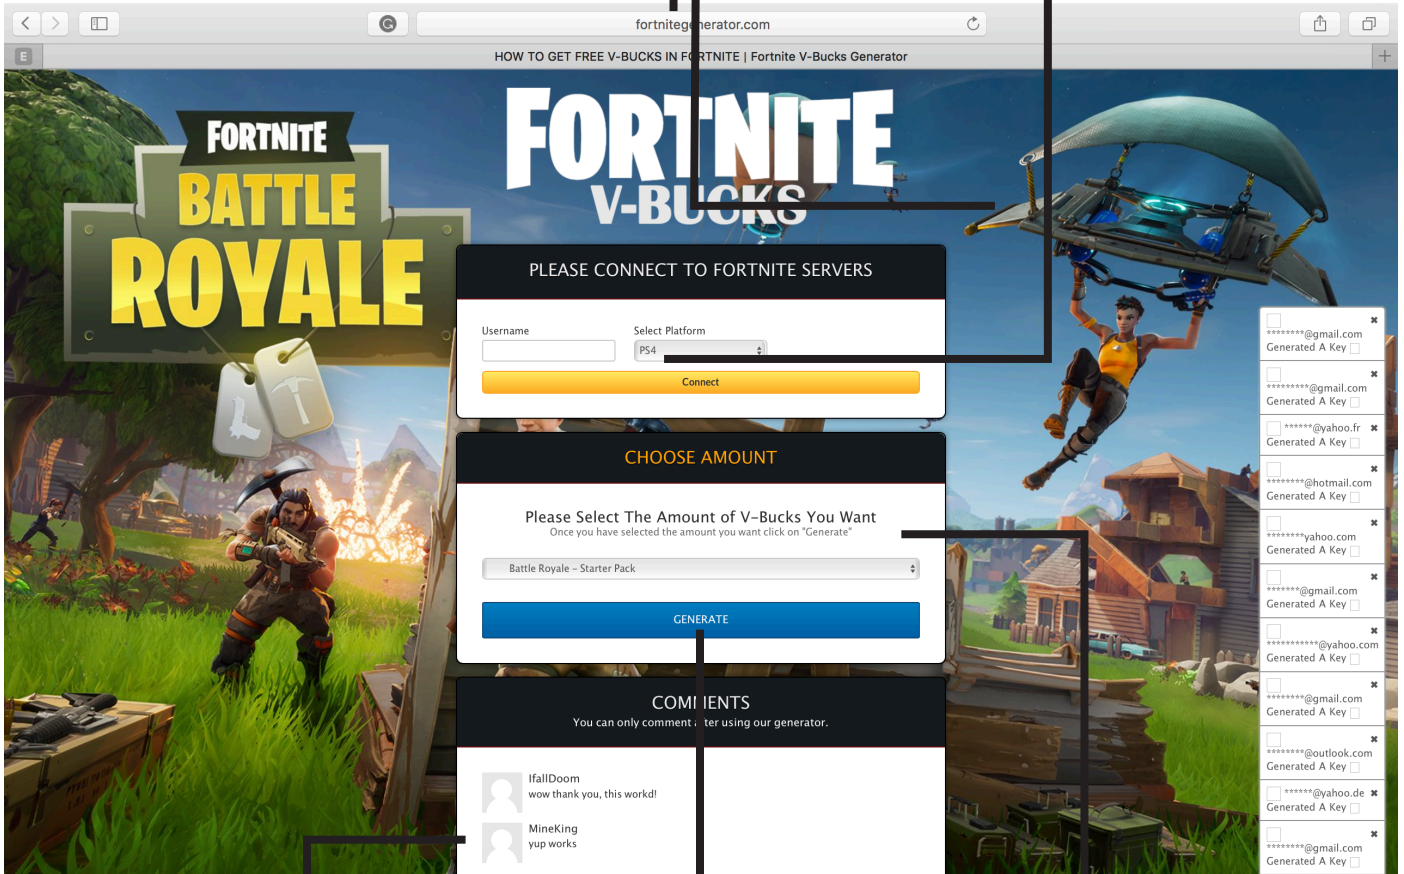 fortnitegenerator.com
E
HOW TO GET FREE V-BUCKS IN FORTNITE | Fortnite V-Bucks Generator
FORTNITE
BATTLE
ROYALE
FORTNITE
V-BUCKS
PLEASE CONNECT TO FORTNITE SERVERS
Username
Select Platform
PS4
Connect
CHOOSE AMOUNT
Please Select The Amount of V-Bucks You Want
Once you have selected the amount you want click on "Generate"
Battle Royale - Starter Pack
GENERATE
COMMENTS
You can only comment after using our generator.
IfallDoom
wow thank you, this workd!
MineKing
yup works
********@gmail.com
Generated A Key
*********@gmail.com
Generated A Key
******@yahoo.fr
Generated A Key
********@hotmail.com
Generated A Key
********yahoo.com
Generated A Key
*******@gmail.com
Generated A Key
***********@yahoo.com
Generated A Key
********@gmail.com
Generated A Key
********@outlook.com
Generated A Key
******@yahoo.de
Generated A Key
********@gmail.com
Generated A Key